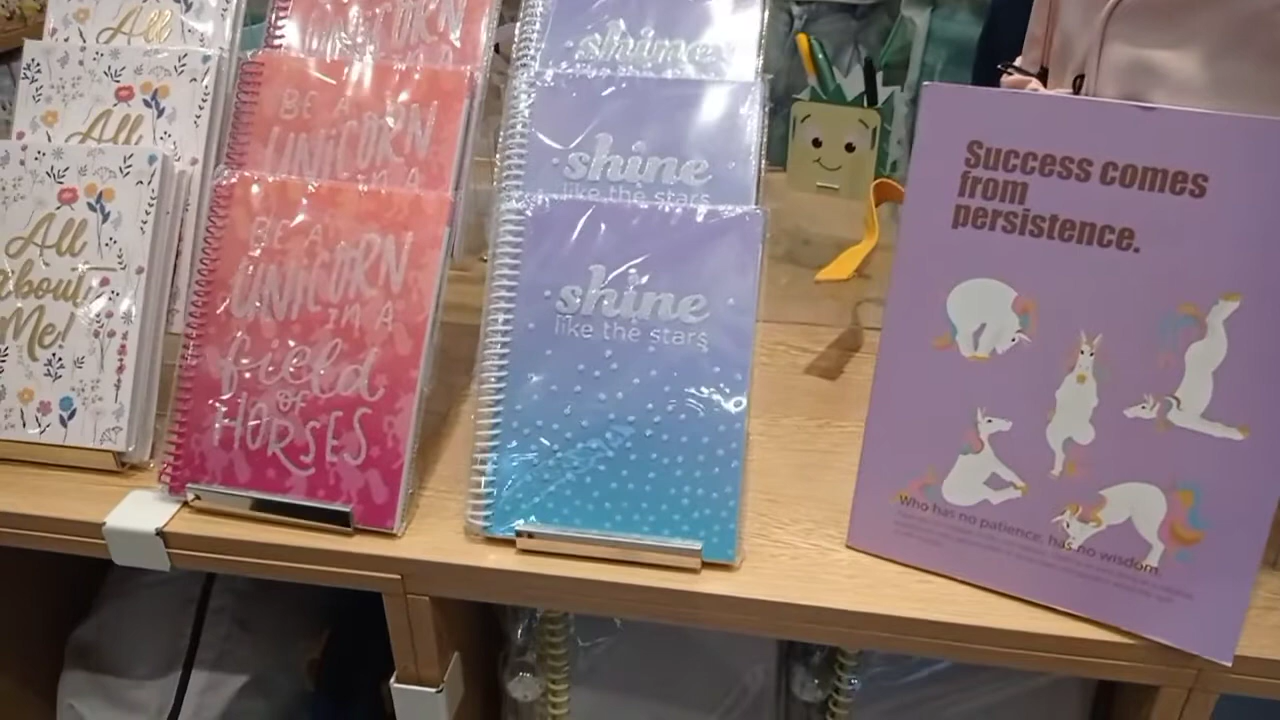 All
All
All
about
Me!
UNICORN
BE A
UNICORN
IN A
BE A
UNICORN
IN A
field
OF
HORSES
shine
shine
like the stars
shine
like the stars
Success comes
from
persistence.
Who has no patience, has no wisdom.